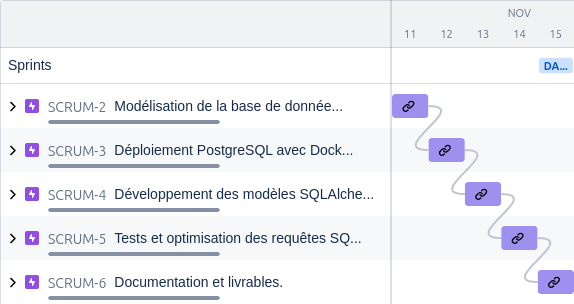 NOV
11 12 13 14 15
Sprints DA...
SCRUM-2 Modélisation de la base de donnée...
SCRUM-3 Déploiement PostgreSQL avec Dock...
SCRUM-4 Développement des modèles SQLAlche...
SCRUM-5 Tests et optimisation des requêtes SQ...
SCRUM-6 Documentation et livrables.